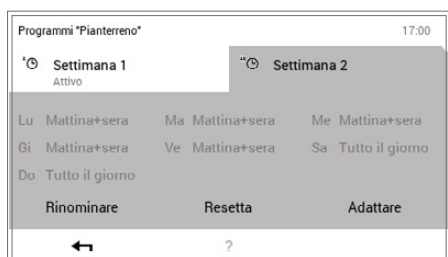 Programmi "Pianterreno" 17:00
Settimana 1 Settimana 2
Attivo
Lu Mattina+sera Ma Mattina+sera Me Mattina+sera
Gi Mattina+sera Ve Mattina+sera Sa Tutto il giorno
Do Tutto il giorno
Rinominare Resetta Adattare
?